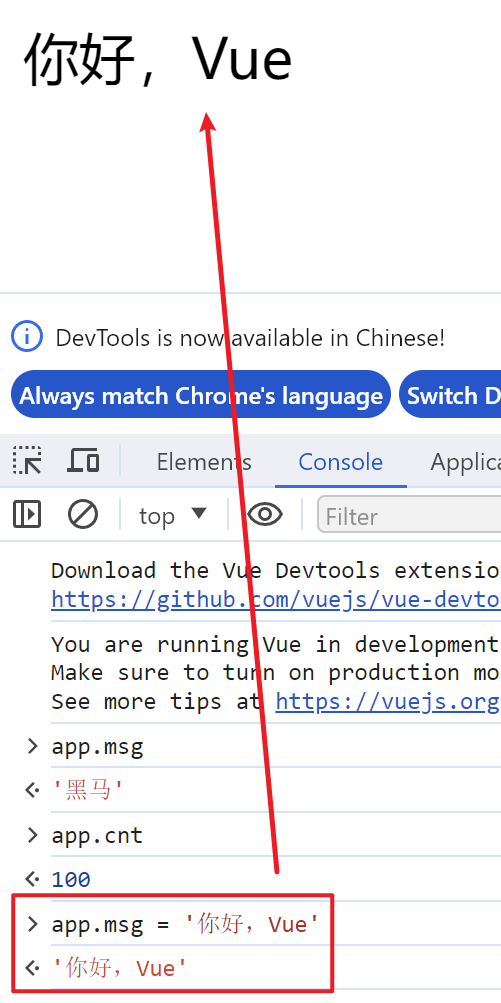 你好，Vue
DevTools is now available in Chinese!
Always match Chrome's language
Switch D
Elements Console Applica
top Filter
Download the Vue Devtools extensio
https://github.com/vuejs/vue-devto
You are running Vue in development
Make sure to turn on production mo
See more tips at https://vuejs.org
> app.msg
'黑马'
> app.cnt
100
> app.msg = '你好，Vue'
'你好，Vue'